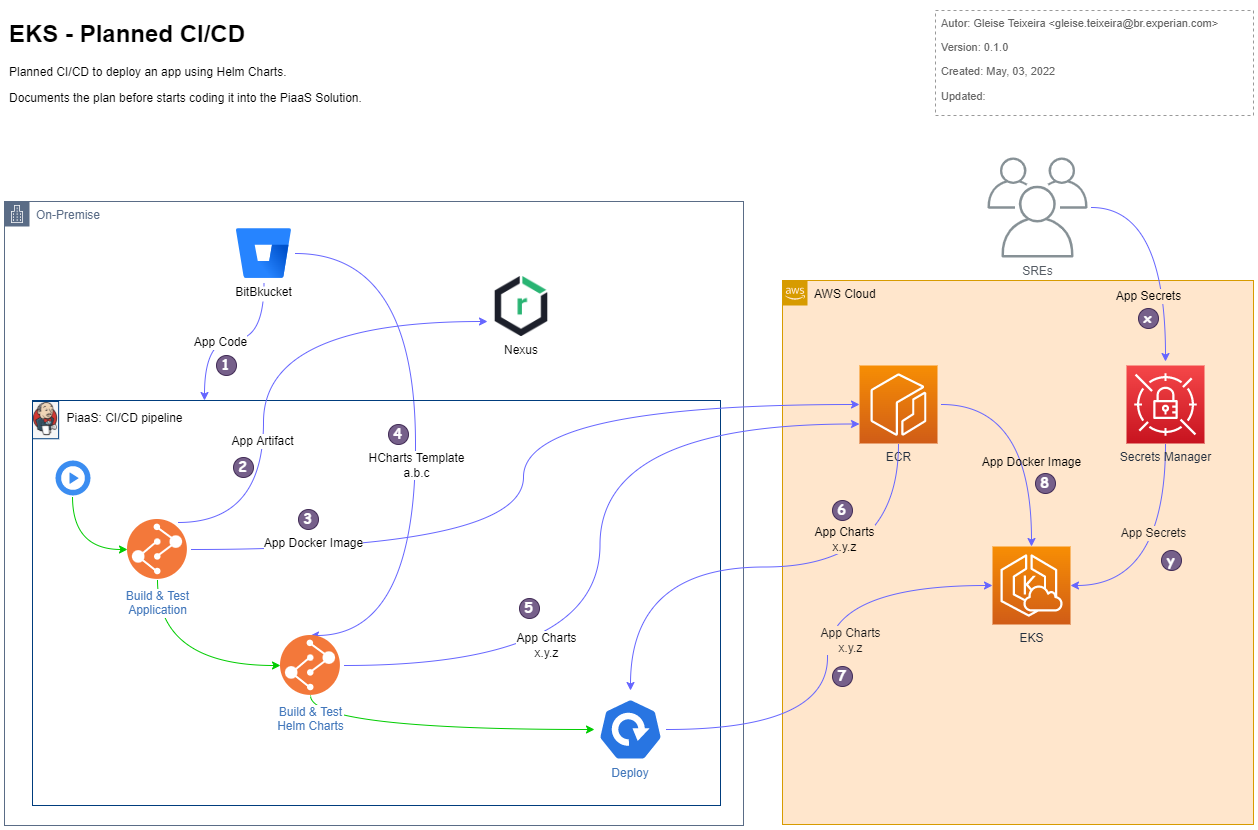 EKS - Planned CI/CD
Planned CI/CD to deploy an app using Helm Charts.
Documents the plan before starts coding it into the PiaaS Solution.
Autor: Gleise Teixeira <gleise.teixeira@br.experian.com>
Version: 0.1.0
Created: May, 03, 2022
Updated:
SREs
On-Premise
BitBkucket
Nexus
App Code
1
PiaaS: CI/CD pipeline
App Artifact
2
4
HCharts Template
a.b.c
3
App Docker Image
Build & Test
Application
5
App Charts
x.y.z
Build & Test
Helm Charts
Deploy
aws
AWS Cloud
App Secrets
x
ECR
Secrets Manager
App Docker Image
8
6
App Charts
x.y.z
App Secrets
y
K
EKS
App Charts
x.y.z
7
r